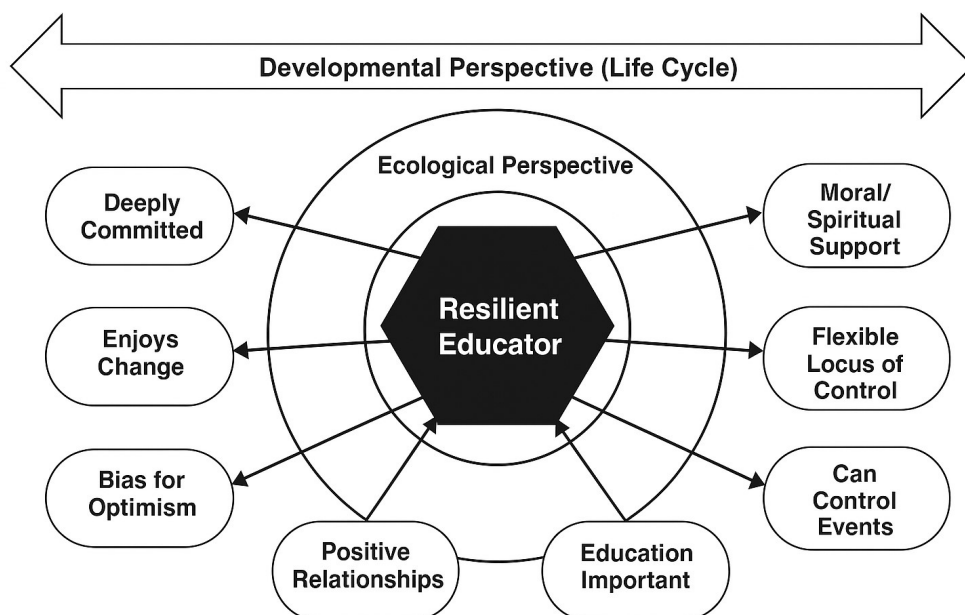 Developmental Perspective (Life Cycle)
Ecological Perspective
Deeply
Committed
Enjoys
Change
Bias for
Optimism
Resilient
Educator
Moral/
Spiritual
Support
Flexible
Locus of
Control
Can
Control
Events
Positive
Relationships
Education
Important